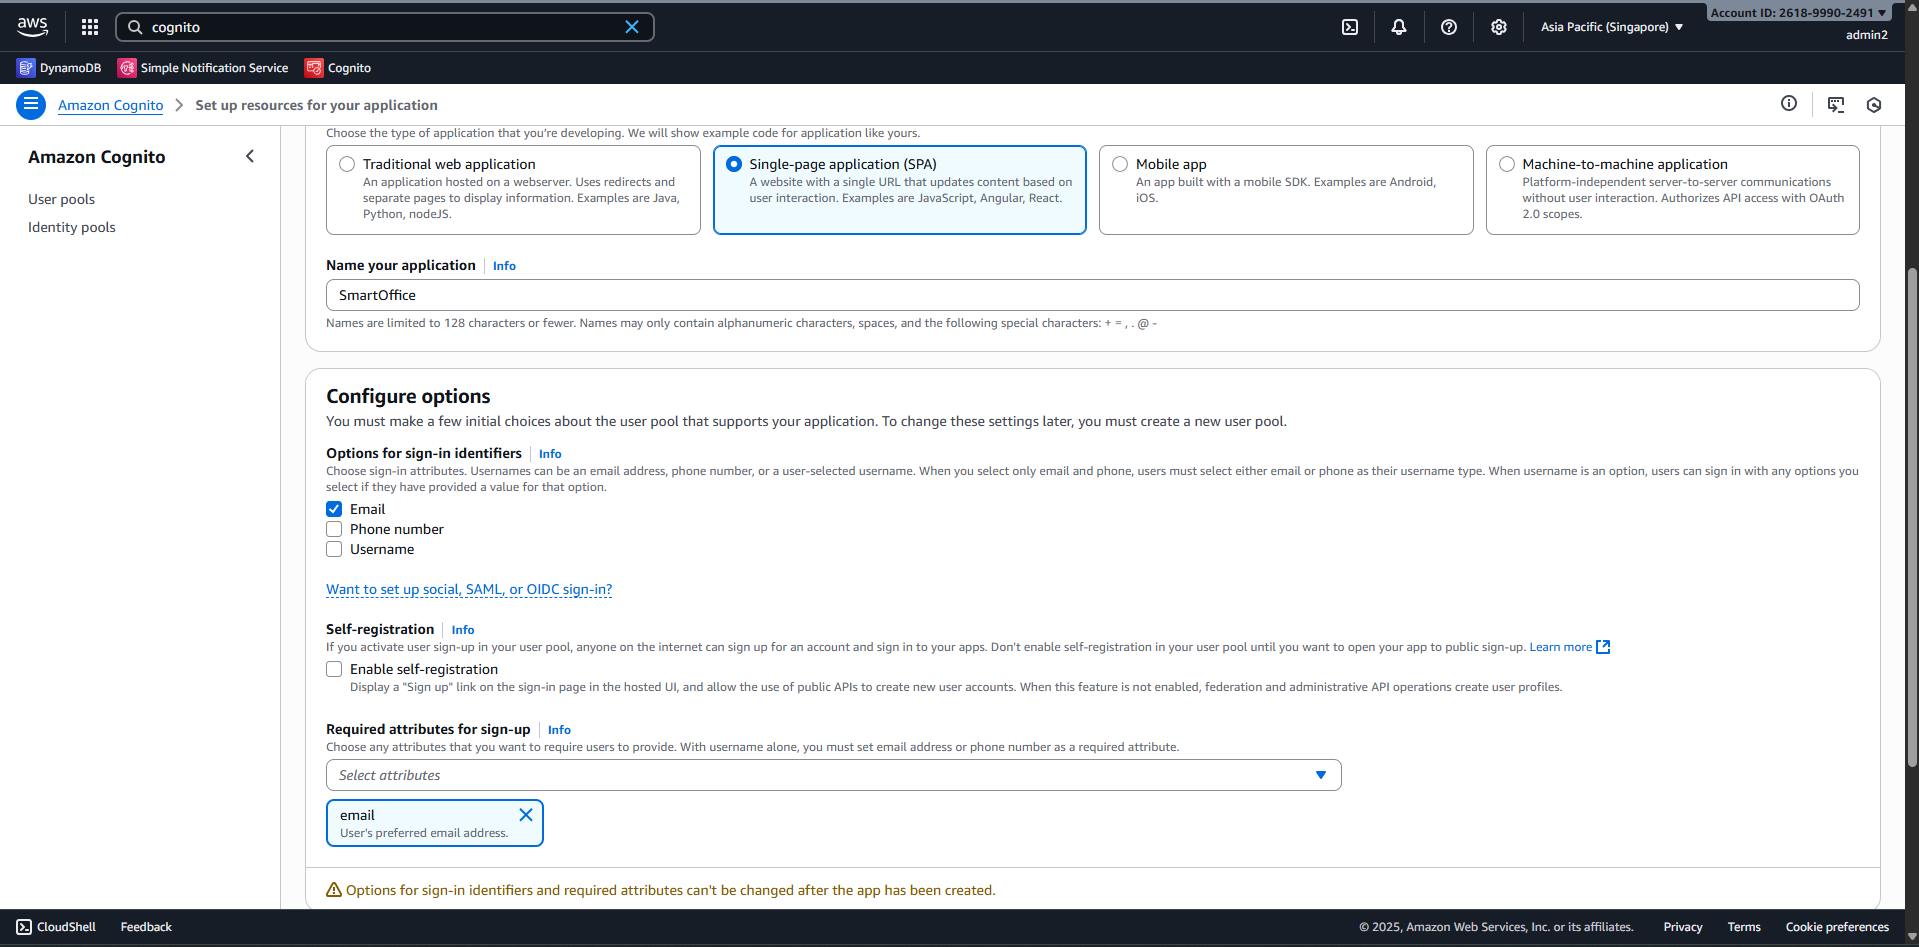 aws
cognito
Asia Pacific (Singapore)
Account ID: 2618-9990-2491
admin2
DynamoDB
Simple Notification Service
Cognito
Amazon Cognito
Set up resources for your application
Amazon Cognito
User pools
Identity pools
Choose the type of application that you're developing. We will show example code for application like yours.
Traditional web application
An application hosted on a webserver. Uses redirects and
separate pages to display information. Examples are Java,
Python, nodeJS.
Single-page application (SPA)
A website with a single URL that updates content based on
user interaction. Examples are JavaScript, Angular, React.
Mobile app
An app built with a mobile SDK. Examples are Android,
iOS.
Machine-to-machine application
Platform-independent server-to-server communications
without user interaction. Authorizes API access with OAuth
2.0 scopes.
Name your application
Info
SmartOffice
Names are limited to 128 characters or fewer. Names may only contain alphanumeric characters, spaces, and the following special characters: + = , . @ -
Configure options
You must make a few initial choices about the user pool that supports your application. To change these settings later, you must create a new user pool.
Options for sign-in identifiers
Info
Choose sign-in attributes. Usernames can be an email address, phone number, or a user-selected username. When you select only email and phone, users must select either email or phone as their username type. When username is an option, users can sign in with any options you
select if they have provided a value for that option.
Email
Phone number
Username
Want to set up social, SAML, or OIDC sign-in?
Self-registration
Info
If you activate user sign-up in your user pool, anyone on the internet can sign up for an account and sign in to your apps. Don't enable self-registration in your user pool until you want to open your app to public sign-up. Learn more
Enable self-registration
Display a "Sign up" link on the sign-in page in the hosted UI, and allow the use of public APIs to create new user accounts. When this feature is not enabled, federation and administrative API operations create user profiles.
Required attributes for sign-up
Info
Choose any attributes that you want to require users to provide. With username alone, you must set email address or phone number as a required attribute.
Select attributes
email
User's preferred email address.
Options for sign-in identifiers and required attributes can't be changed after the app has been created.
CloudShell
Feedback
© 2025, Amazon Web Services, Inc. or its affiliates.
Privacy
Terms
Cookie preferences